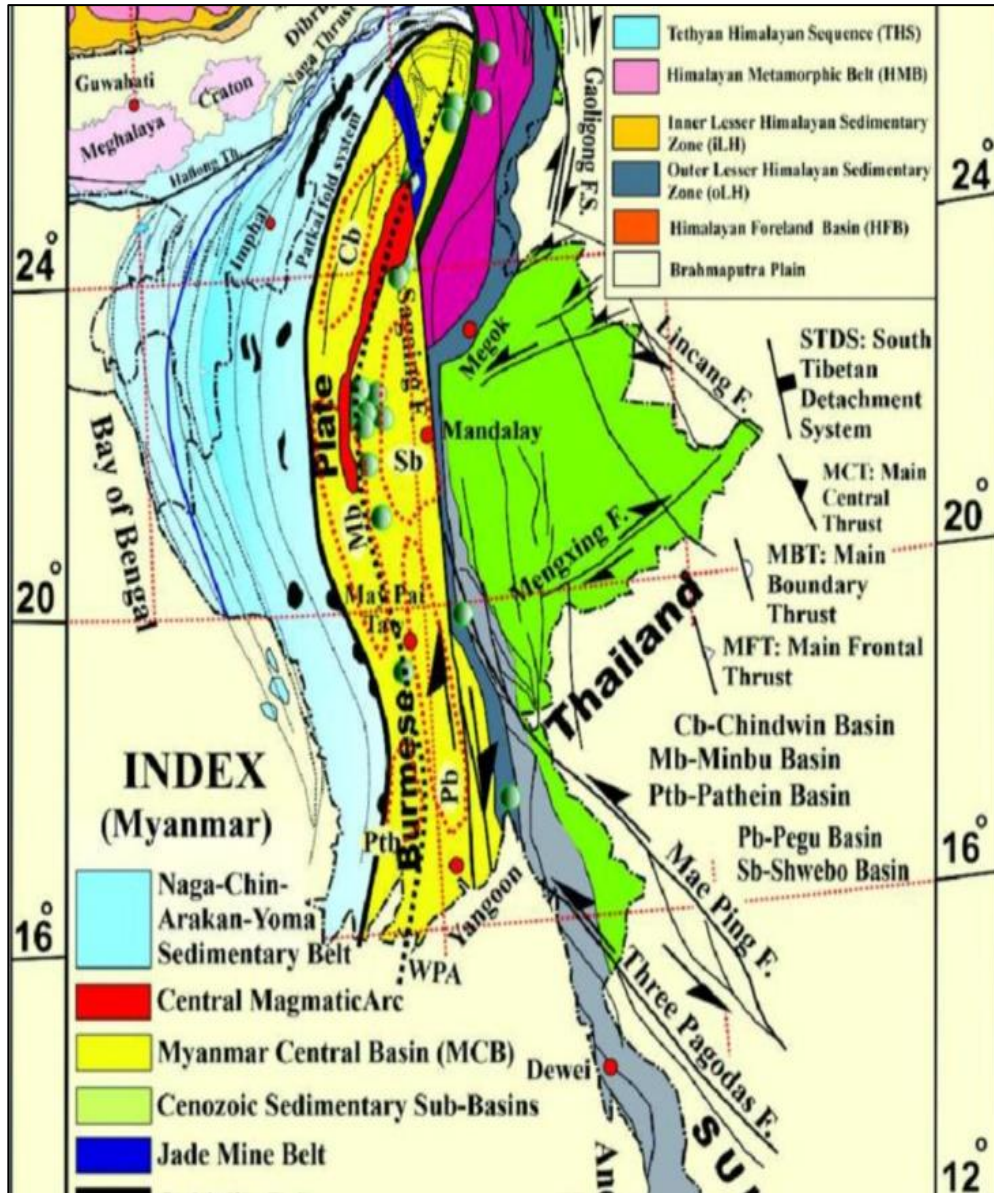 Tethyan Himalayan Sequence (THS)
Himalayan Metamorphic Belt (HMB)
Inner Lesser Himalayan Sedimentary
Zone (iLH)
Outer Lesser Himalayan Sedimentary
Zone (oLH)
Himalayan Foreland Basin (HFB)
Brahmaputra Plain
Naga Thrust
Guwahati
Craton
Meghalaya
Haflong Th.
Imphal
Patkai fold system
Gaoligong F.S.
24°
24°
Cb
Sagaing F.
Megok
Lincang F.
STDS: South
Tibetan
Detachment
System
MCT: Main
Central
Thrust
MBT: Main
Boundary
Thrust
MFT: Main Frontal
Thrust
Bay of Bengal
Plate
Sb
Mandalay
Mb
Mengxing F.
20°
20°
Burmese
Thailand
Cb-Chindwin Basin
Mb-Minbu Basin
Ptb-Pathein Basin
Pb-Pegu Basin
Sb-Shwebo Basin
Pb
Ptb
Yangoon
WPA
Mae Ping F.
Three Pagodas F.
16°
16°
Dewei
12°
INDEX
(Myanmar)
Naga-Chin-
Arakan-Yoma
Sedimentary Belt
Central MagmaticArc
Myanmar Central Basin (MCB)
Cenozoic Sedimentary Sub-Basins
Jade Mine Belt